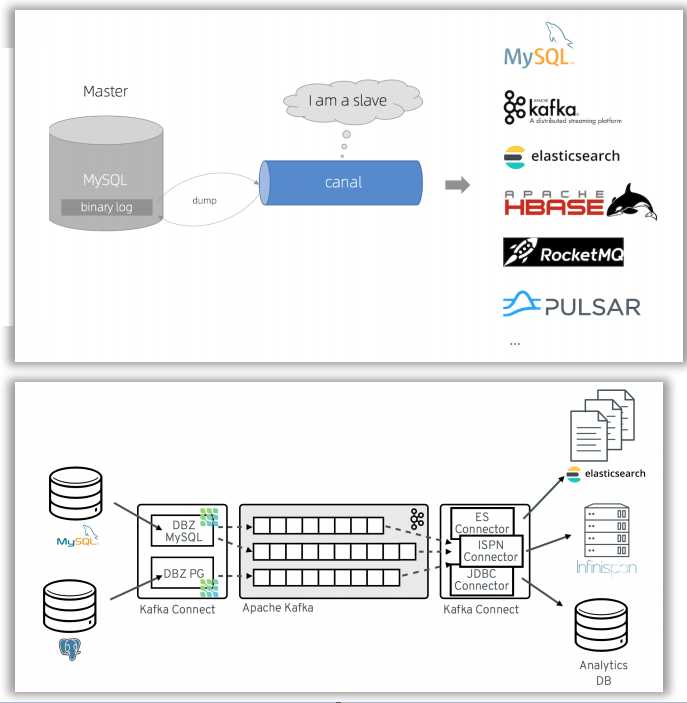 MySQL
Master
I am a slave
APACHE
kafka
A distributed streaming platform
MySQL
binary log
dump
canal
elasticsearch
APACHE
HBASE
RocketMQ
PULSAR
...
elasticsearch
MySQL
DBZ
MySQL
DBZ PG
Kafka Connect
Apache Kafka
ES
Connector
ISPN
Connector
JDBC
Connector
Kafka Connect
Infinispan
Analytics
DB